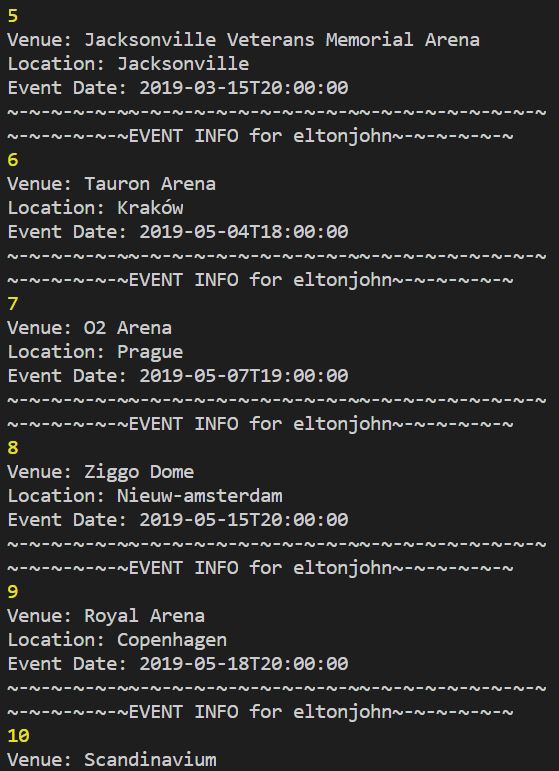 5
Venue: Jacksonville Veterans Memorial Arena
Location: Jacksonville
Event Date: 2019-03-15T20:00:00
~-~-~-~-~-~~-~-~-~-~-~-~-~-~-~~-~-~-~-~-~-~-~
~-~-~-~-~-~EVENT INFO for eltonjohn~-~-~-~-~-~
6
Venue: Tauron Arena
Location: Kraków
Event Date: 2019-05-04T18:00:00
~-~-~-~-~-~~-~-~-~-~-~-~-~-~-~~-~-~-~-~-~-~-~
~-~-~-~-~-~EVENT INFO for eltonjohn~-~-~-~-~-~
7
Venue: O2 Arena
Location: Prague
Event Date: 2019-05-07T19:00:00
~-~-~-~-~-~~-~-~-~-~-~-~-~-~-~~-~-~-~-~-~-~-~
~-~-~-~-~-~EVENT INFO for eltonjohn~-~-~-~-~-~
8
Venue: Ziggo Dome
Location: Nieuw-amsterdam
Event Date: 2019-05-15T20:00:00
~-~-~-~-~-~~-~-~-~-~-~-~-~-~-~~-~-~-~-~-~-~-~
~-~-~-~-~-~EVENT INFO for eltonjohn~-~-~-~-~-~
9
Venue: Royal Arena
Location: Copenhagen
Event Date: 2019-05-18T20:00:00
~-~-~-~-~-~~-~-~-~-~-~-~-~-~-~~-~-~-~-~-~-~-~
~-~-~-~-~-~EVENT INFO for eltonjohn~-~-~-~-~-~
10
Venue: Scandinavium